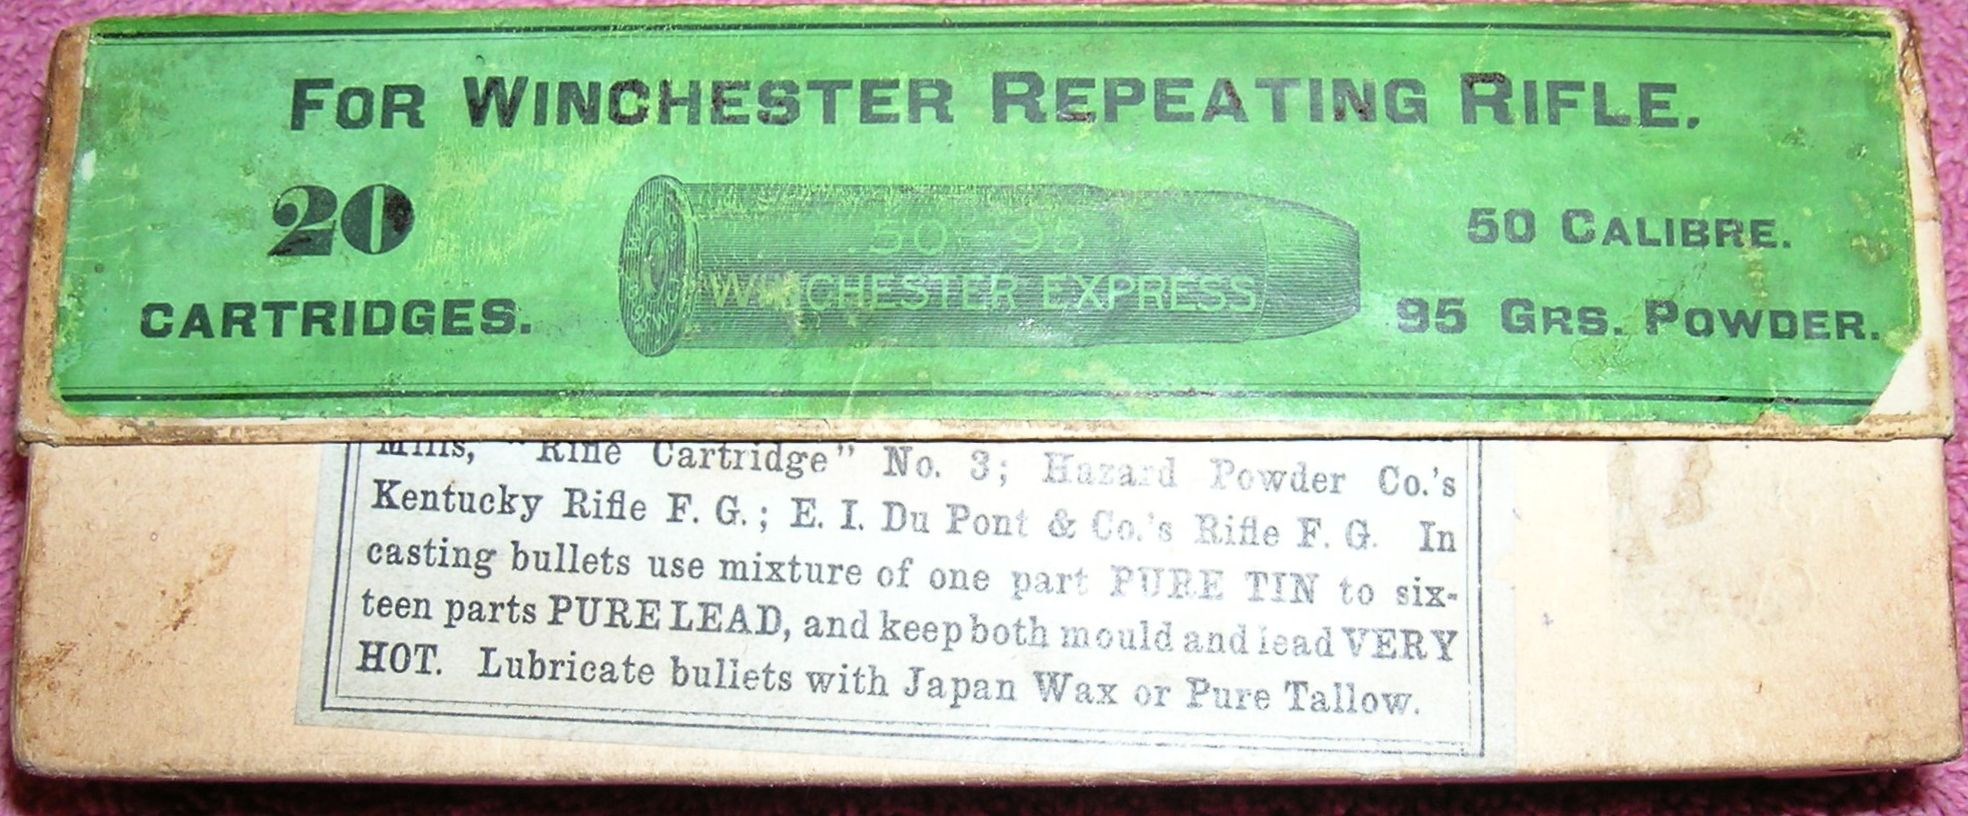 FOR WINCHESTER REPEATING RIFLE.
20
CARTRIDGES.
.50-95
WINCHESTER EXPRESS
50 CALIBRE.
95 GRS. POWDER.
Mills, "Rifle Cartridge" No. 3; Hazard Powder Co.'s
Kentucky Rifle F. G.; E. I. Du Pont & Co.'s Rifle F. G. In
casting bullets use mixture of one part PURE TIN to six-
teen parts PURE LEAD, and keep both mould and lead VERY
HOT. Lubricate bullets with Japan Wax or Pure Tallow.